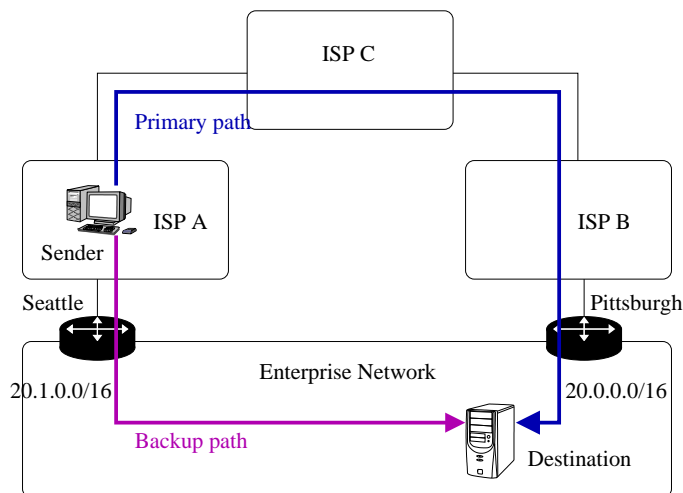 ISP C
Primary path
ISP A
ISP B
Sender
Seattle
Pittsburgh
Enterprise Network
20.1.0.0/16
20.0.0.0/16
Backup path
Destination